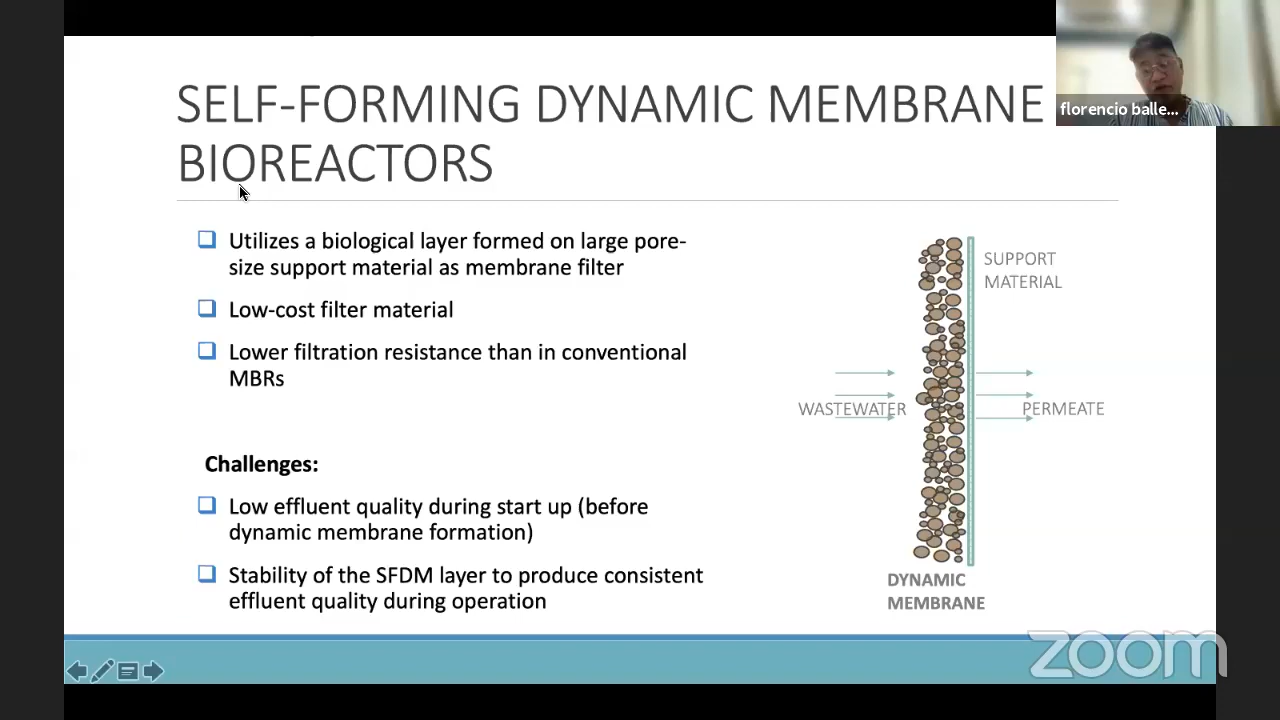 SELF-FORMING DYNAMIC MEMBRANE
BIOREACTORS
florencio balle...
Utilizes a biological layer formed on large pore-
size support material as membrane filter
Low-cost filter material
Lower filtration resistance than in conventional
MBRs
Challenges:
Low effluent quality during start up (before
dynamic membrane formation)
Stability of the SFDM layer to produce consistent
effluent quality during operation
SUPPORT
MATERIAL
WASTEWATER
PERMEATE
DYNAMIC
MEMBRANE
zoom